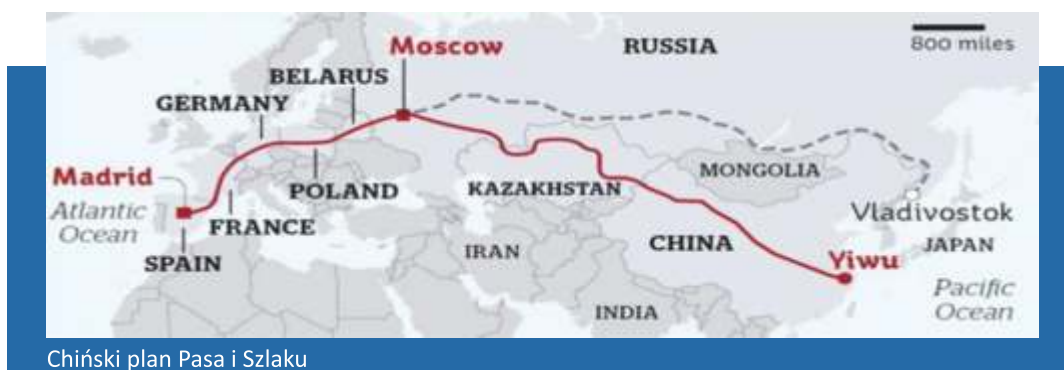 Moscow
RUSSIA
800 miles
BELARUS
GERMANY
Madrid
POLAND
KAZAKHSTAN
MONGOLIA
Atlantic
Ocean
FRANCE
Vladivostok
SPAIN
IRAN
CHINA
JAPAN
Yiwu
INDIA
Pacific
Ocean
Chiński plan Pasa i Szlaku